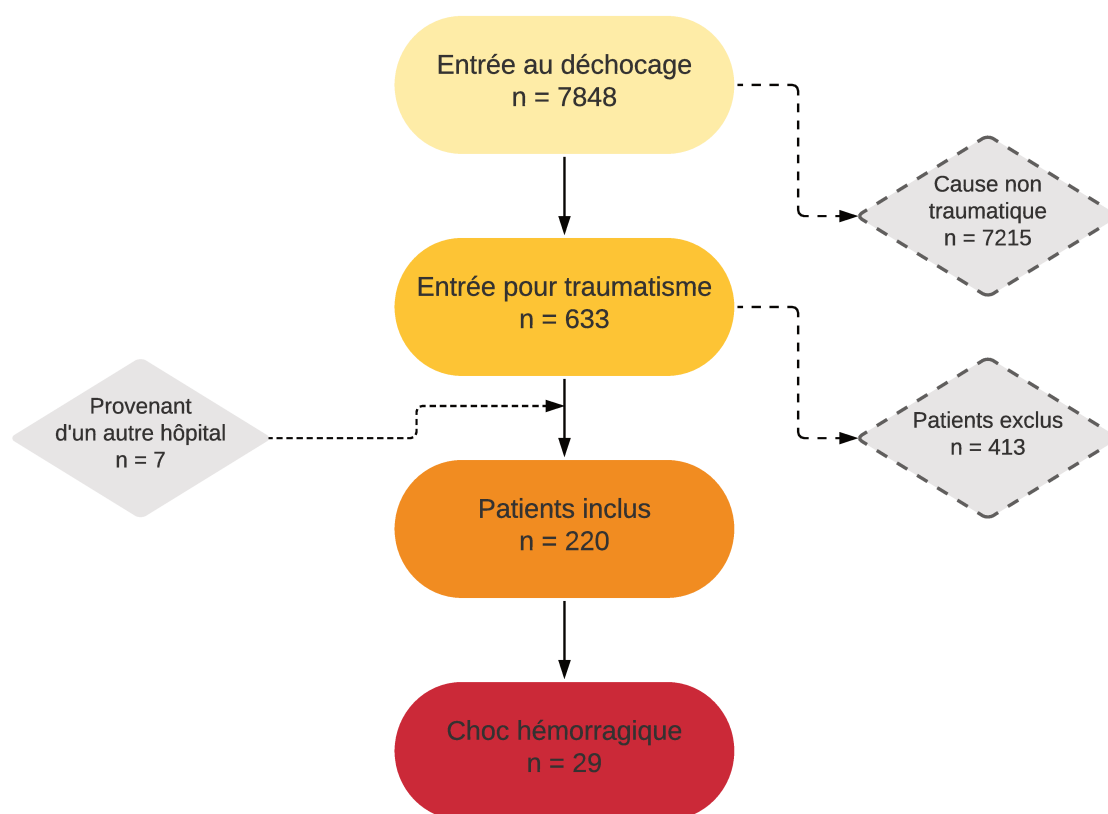 Entrée au déchocage
n = 7848
Cause non
traumatique
n = 7215
Entrée pour traumatisme
n = 633
Provenant
d'un autre hôpital
n = 7
Patients exclus
n = 413
Patients inclus
n = 220
Choc hémorragique
n = 29